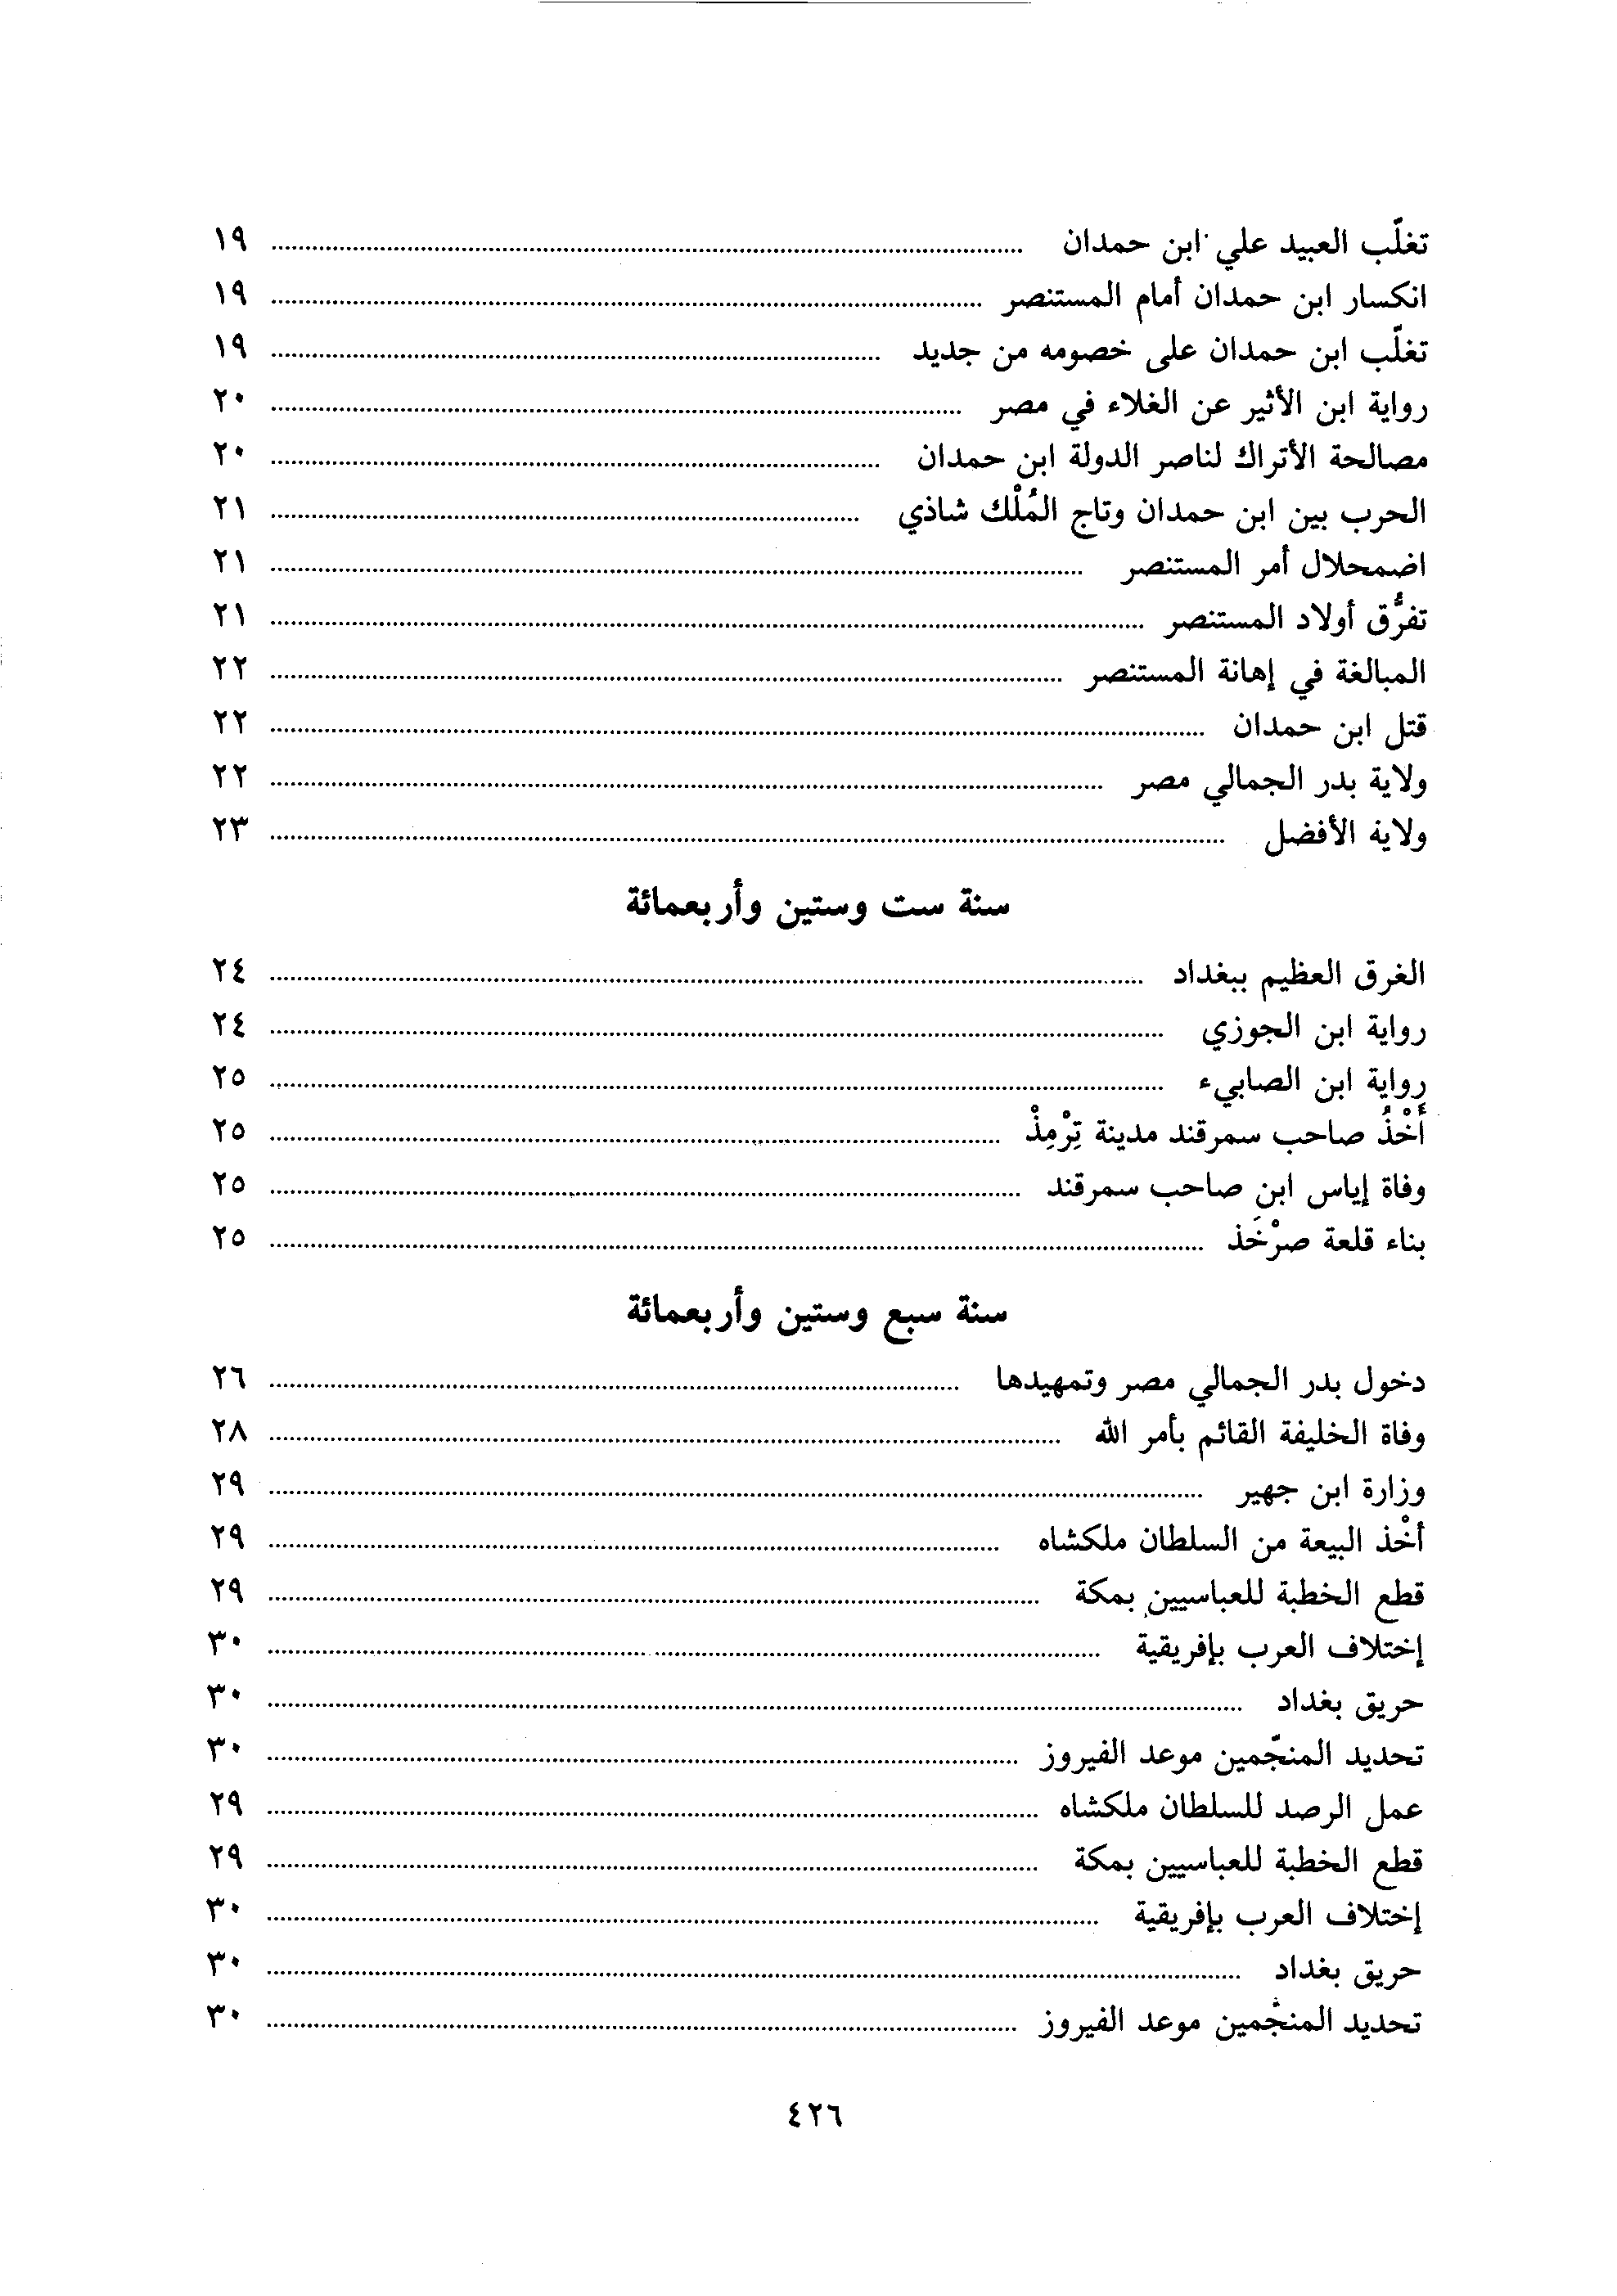 تغلّب العبيد علي ابن حمدان ........ ١٩
انكسار ابن حمدان أمام المستنصر ........ ١٩
تغلّب ابن حمدان على خصومه من جديد ........ ١٩
رواية ابن الأثير عن الغلاء في مصر ........ ٢٠
مصالحة الأتراك لناصر الدولة ابن حمدان ........ ٢٠
الحرب بين ابن حمدان وتاج المُلْك شاذي ........ ٢١
اضمحلال أمر المستنصر ........ ٢١
تفرُّق أولاد المستنصر ........ ٢١
المبالغة في إهانة المستنصر ........ ٢٢
قتل ابن حمدان ........ ٢٢
ولاية بدر الجمالي مصر ........ ٢٢
ولاية الأفضل ........ ٢٣
سنة ست وستين وأربعمائة
الغرق العظيم ببغداد ........ ٢٤
رواية ابن الجوزي ........ ٢٤
رواية ابن الصابيء ........ ٢٥
أَخْذُ صاحب سمرقند مدينة تِرْمِذْ ........ ٢٥
وفاة إياس ابن صاحب سمرقند ........ ٢٥
بناء قلعة صرْخَذ ........ ٢٥
سنة سبع وستين وأربعمائة
دخول بدر الجمالي مصر وتمهيدها ........ ٢٦
وفاة الخليفة القائم بأمر الله ........ ٢٨
وزارة ابن جهير ........ ٢٩
أخْذ البيعة من السلطان ملكشاه ........ ٢٩
قطع الخطبة للعباسيين بمكة ........ ٢٩
إختلاف العرب بإفريقية ........ ٣٠
حريق بغداد ........ ٣٠
تحديد المنجّمين موعد الفيروز ........ ٣٠
عمل الرصد للسلطان ملكشاه ........ ٢٩
قطع الخطبة للعباسيين بمكة ........ ٢٩
إختلاف العرب بإفريقية ........ ٣٠
حريق بغداد ........ ٣٠
تحديد المنجّمين موعد الفيروز ........ ٣٠
٤٢٦